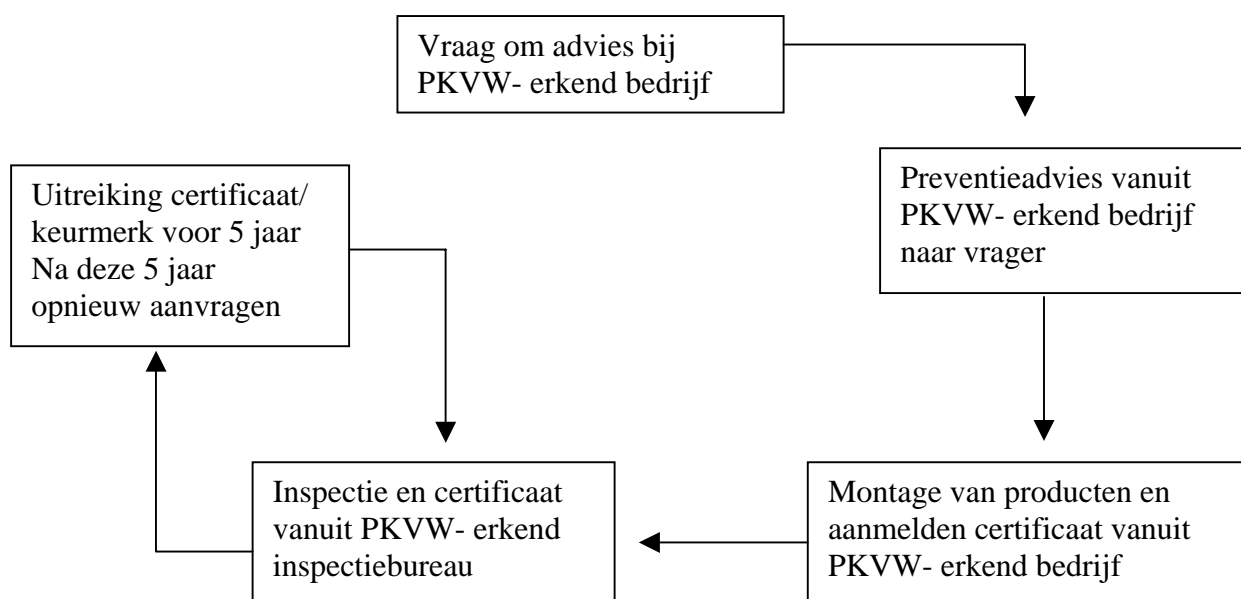 Vraag om advies bij
PKVW- erkend bedrijf
Preventieadvies vanuit
PKVW- erkend bedrijf
naar vrager
Montage van producten en
aanmelden certificaat vanuit
PKVW- erkend bedrijf
Inspectie en certificaat
vanuit PKVW- erkend
inspectiebureau
Uitreiking certificaat/
keurmerk voor 5 jaar
Na deze 5 jaar
opnieuw aanvragen